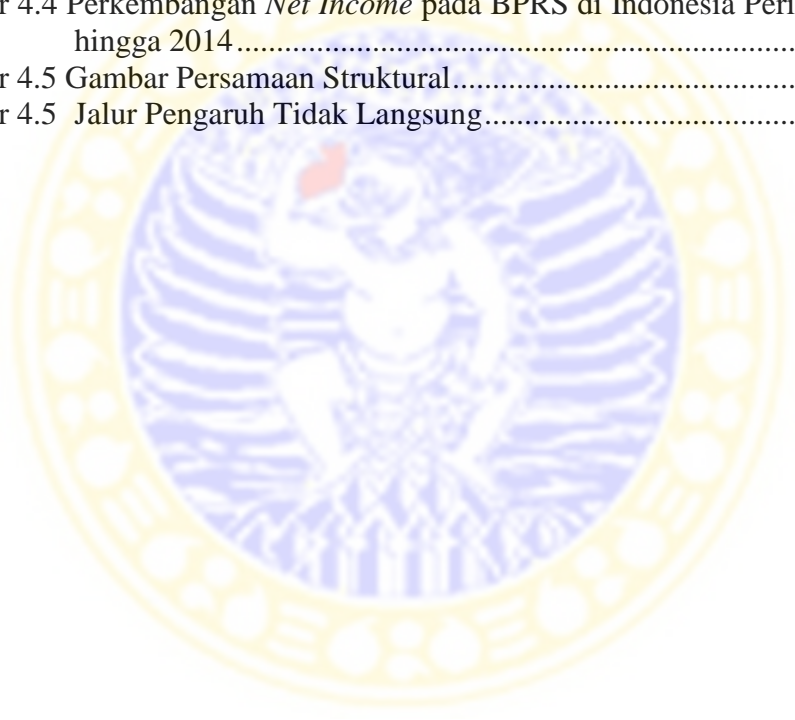 r 4.4 Perkembangan Net Income pada BPRS di Indonesia Peri
hingga 2014......................................................................
r 4.5 Gambar Persamaan Struktural..........................................
r 4.5 Jalur Pengaruh Tidak Langsung......................................